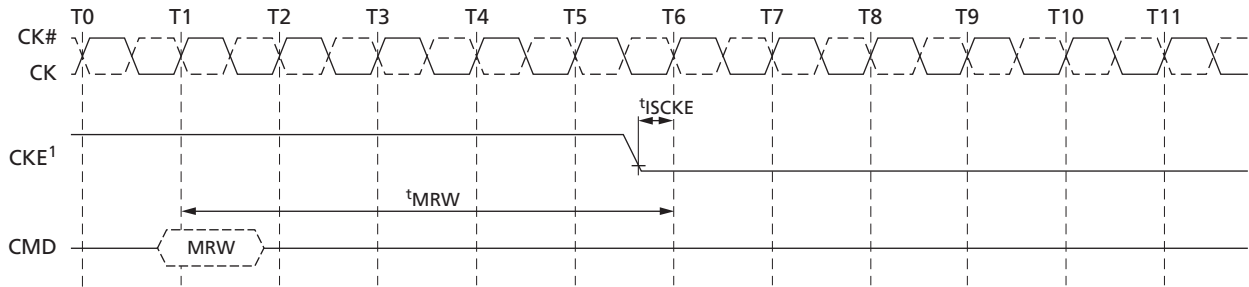 T0 T1 T2 T3 T4 T5 T6 T7 T8 T9 T10 T11
CK#
CK
tISCKE
CKE1
tMRW
CMD MRW